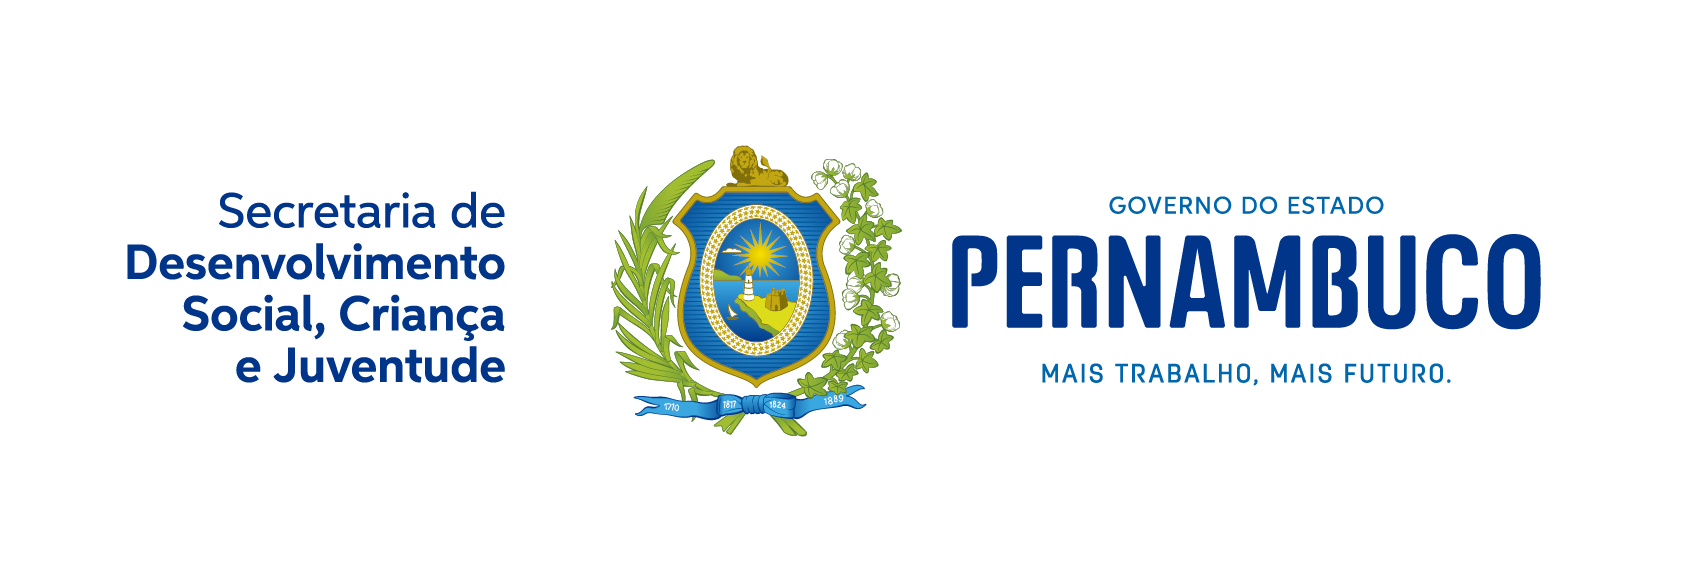 Secretaria de
Desenvolvimento
Social, Criança
e Juventude
1710 1817 1824 1889
GOVERNO DO ESTADO
PERNAMBUCO
MAIS TRABALHO, MAIS FUTURO.